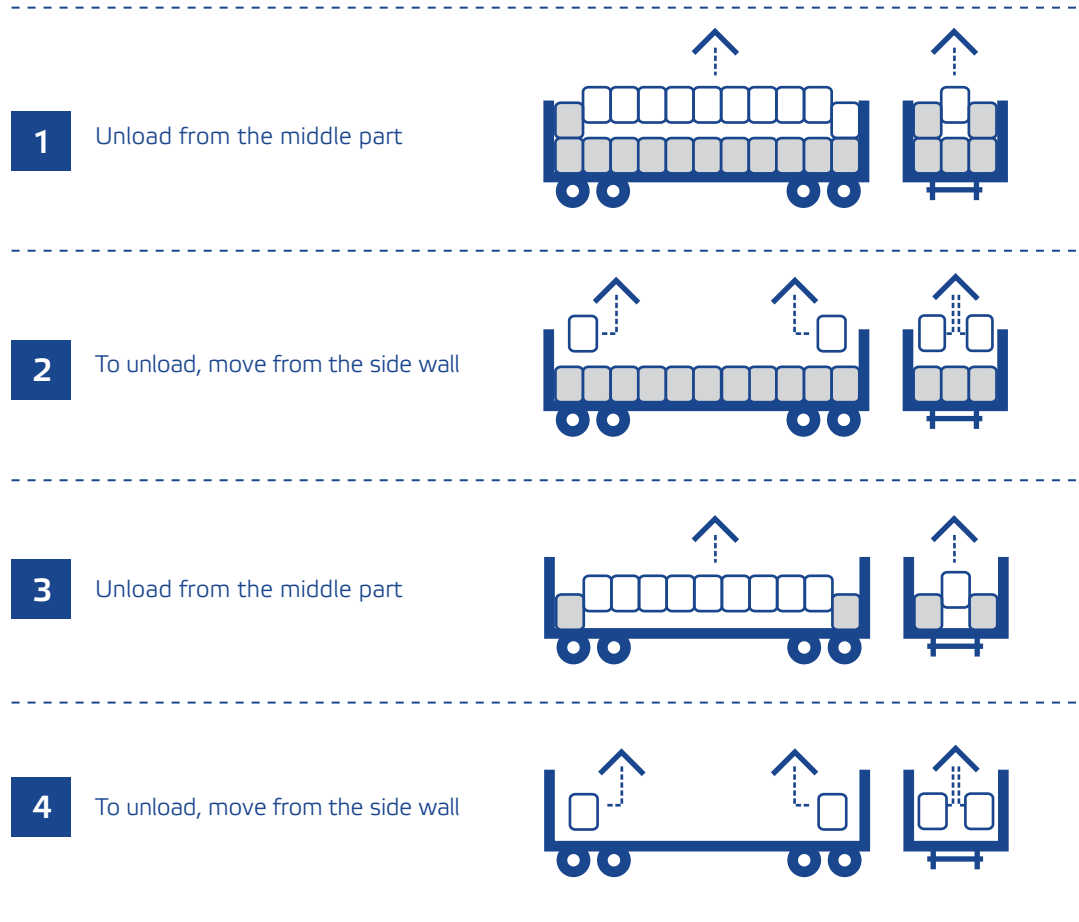 1 Unload from the middle part
2 To unload, move from the side wall
3 Unload from the middle part
4 To unload, move from the side wall